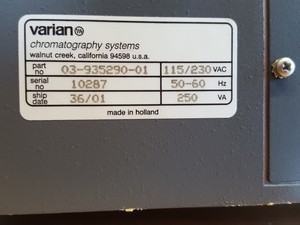 varian VA
chromatography systems
walnut creek, california 94598 u.s.a.
part no 03-935290-01 115/230 VAC
serial no 10287 50-60 Hz
ship date 36/01 250 VA
made in holland